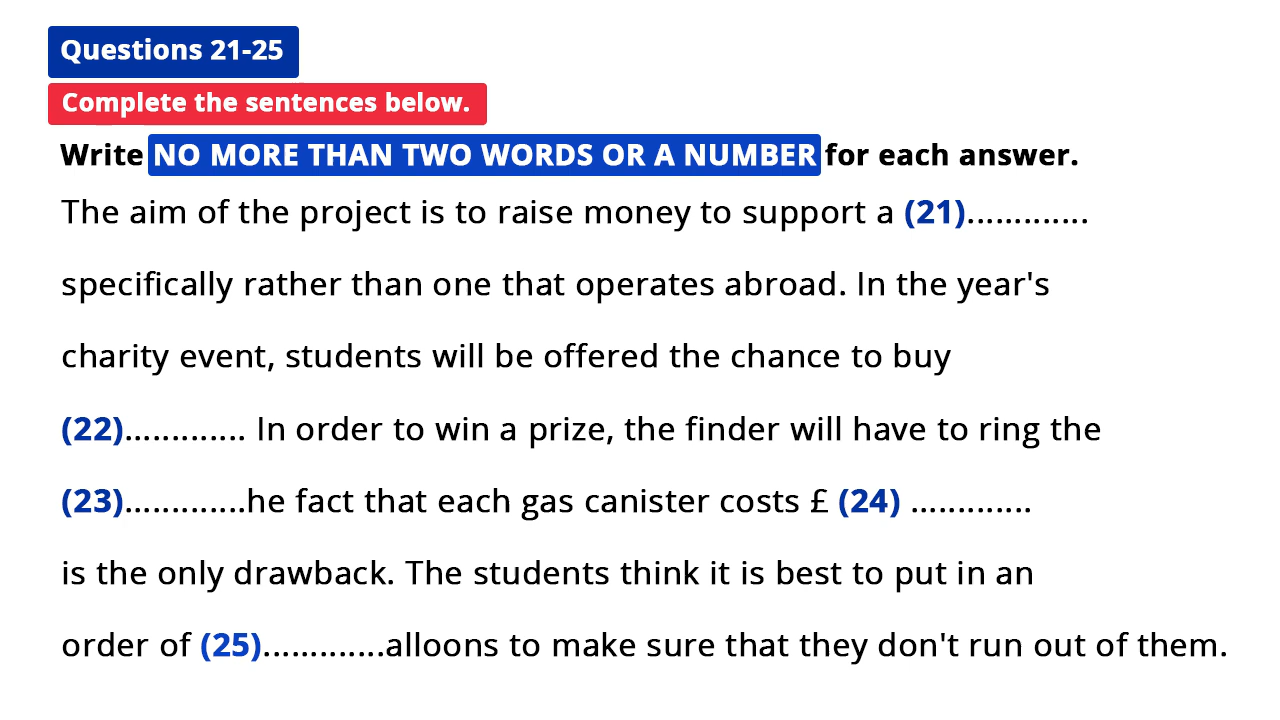 Questions 21-25
Complete the sentences below.
Write NO MORE THAN TWO WORDS OR A NUMBER for each answer.
The aim of the project is to raise money to support a (21).............
specifically rather than one that operates abroad. In the year's
charity event, students will be offered the chance to buy
(22)............. In order to win a prize, the finder will have to ring the
(23).............he fact that each gas canister costs £ (24) .............
is the only drawback. The students think it is best to put in an
order of (25).............alloons to make sure that they don't run out of them.